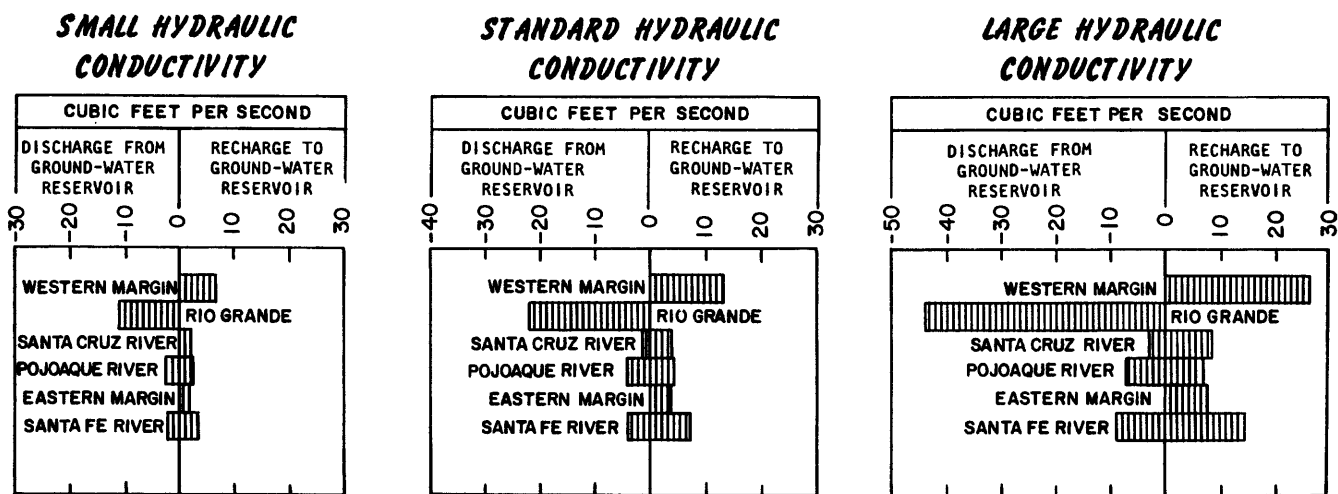 SMALL HYDRAULIC
CONDUCTIVITY
CUBIC FEET PER SECOND
DISCHARGE FROM
GROUND-WATER
RESERVOIR
RECHARGE TO
GROUND-WATER
RESERVOIR
-30
-20
-10
0
10
20
30
WESTERN MARGIN
RIO GRANDE
SANTA CRUZ RIVER
POJOAQUE RIVER
EASTERN MARGIN
SANTA FE RIVER
STANDARD HYDRAULIC
CONDUCTIVITY
CUBIC FEET PER SECOND
DISCHARGE FROM
GROUND-WATER
RESERVOIR
RECHARGE TO
GROUND-WATER
RESERVOIR
-40
-30
-20
-10
0
10
20
30
WESTERN MARGIN
RIO GRANDE
SANTA CRUZ RIVER
POJOAQUE RIVER
EASTERN MARGIN
SANTA FE RIVER
LARGE HYDRAULIC
CONDUCTIVITY
CUBIC FEET PER SECOND
DISCHARGE FROM
GROUND-WATER
RESERVOIR
RECHARGE TO
GROUND-WATER
RESERVOIR
-50
-40
-30
-20
-10
0
10
20
30
WESTERN MARGIN
RIO GRANDE
SANTA CRUZ RIVER
POJOAQUE RIVER
EASTERN MARGIN
SANTA FE RIVER